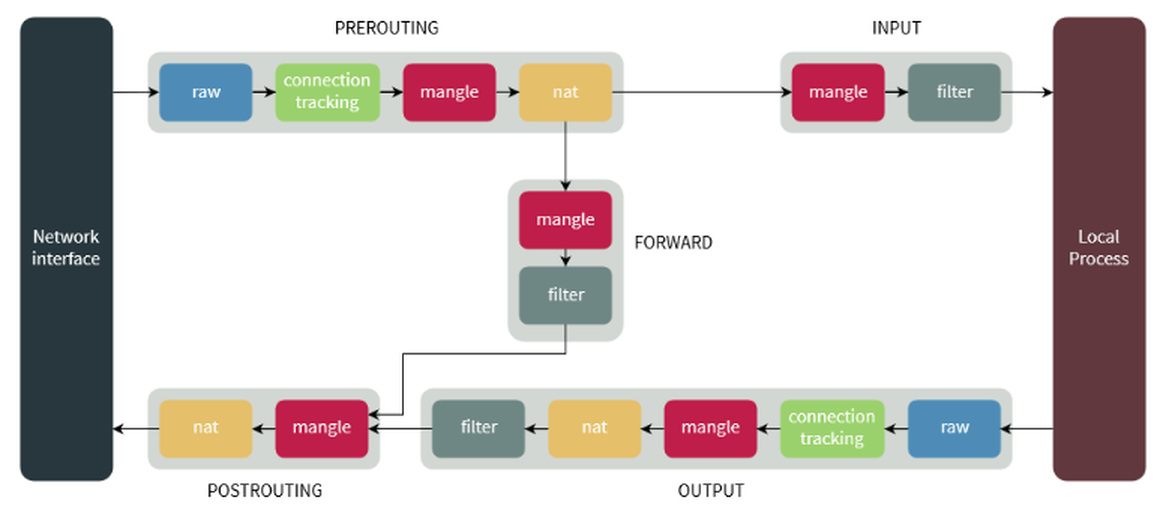 PREROUTING
INPUT
raw
connection
tracking
mangle
nat
mangle
filter
Network
interface
mangle
filter
FORWARD
Local
Process
nat
mangle
filter
nat
mangle
connection
tracking
raw
POSTROUTING
OUTPUT